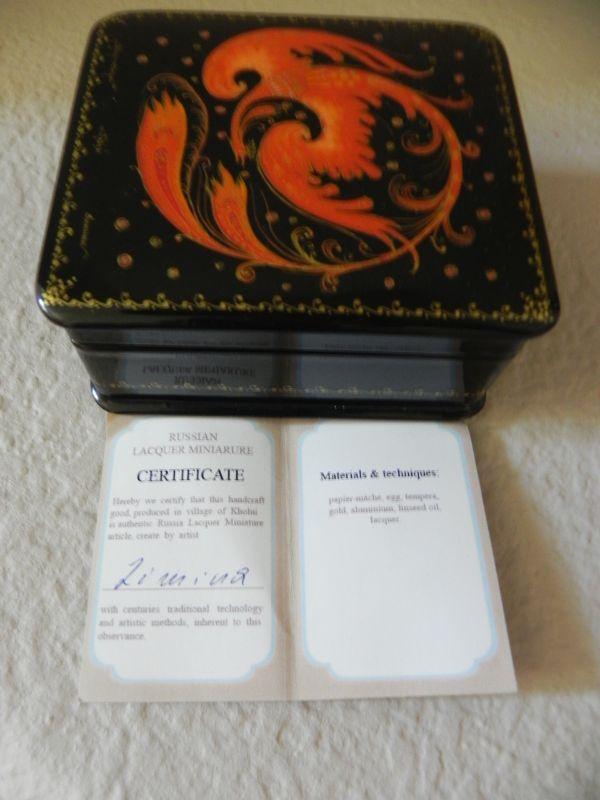 RUSSIAN
LACQUER MINIARURE
CERTIFICATE
Hereby we certify that this handcraft
good, produced in village of Kholui
is authentic Russia Lacquer Miniature
article, create by artist
Zimina
with centuries traditional technology
and artistic methods, inherent to this
observance.
Materials & techniques:
papier-mâché, egg, tempera,
gold, aluminium, linseed oil,
lacquer.